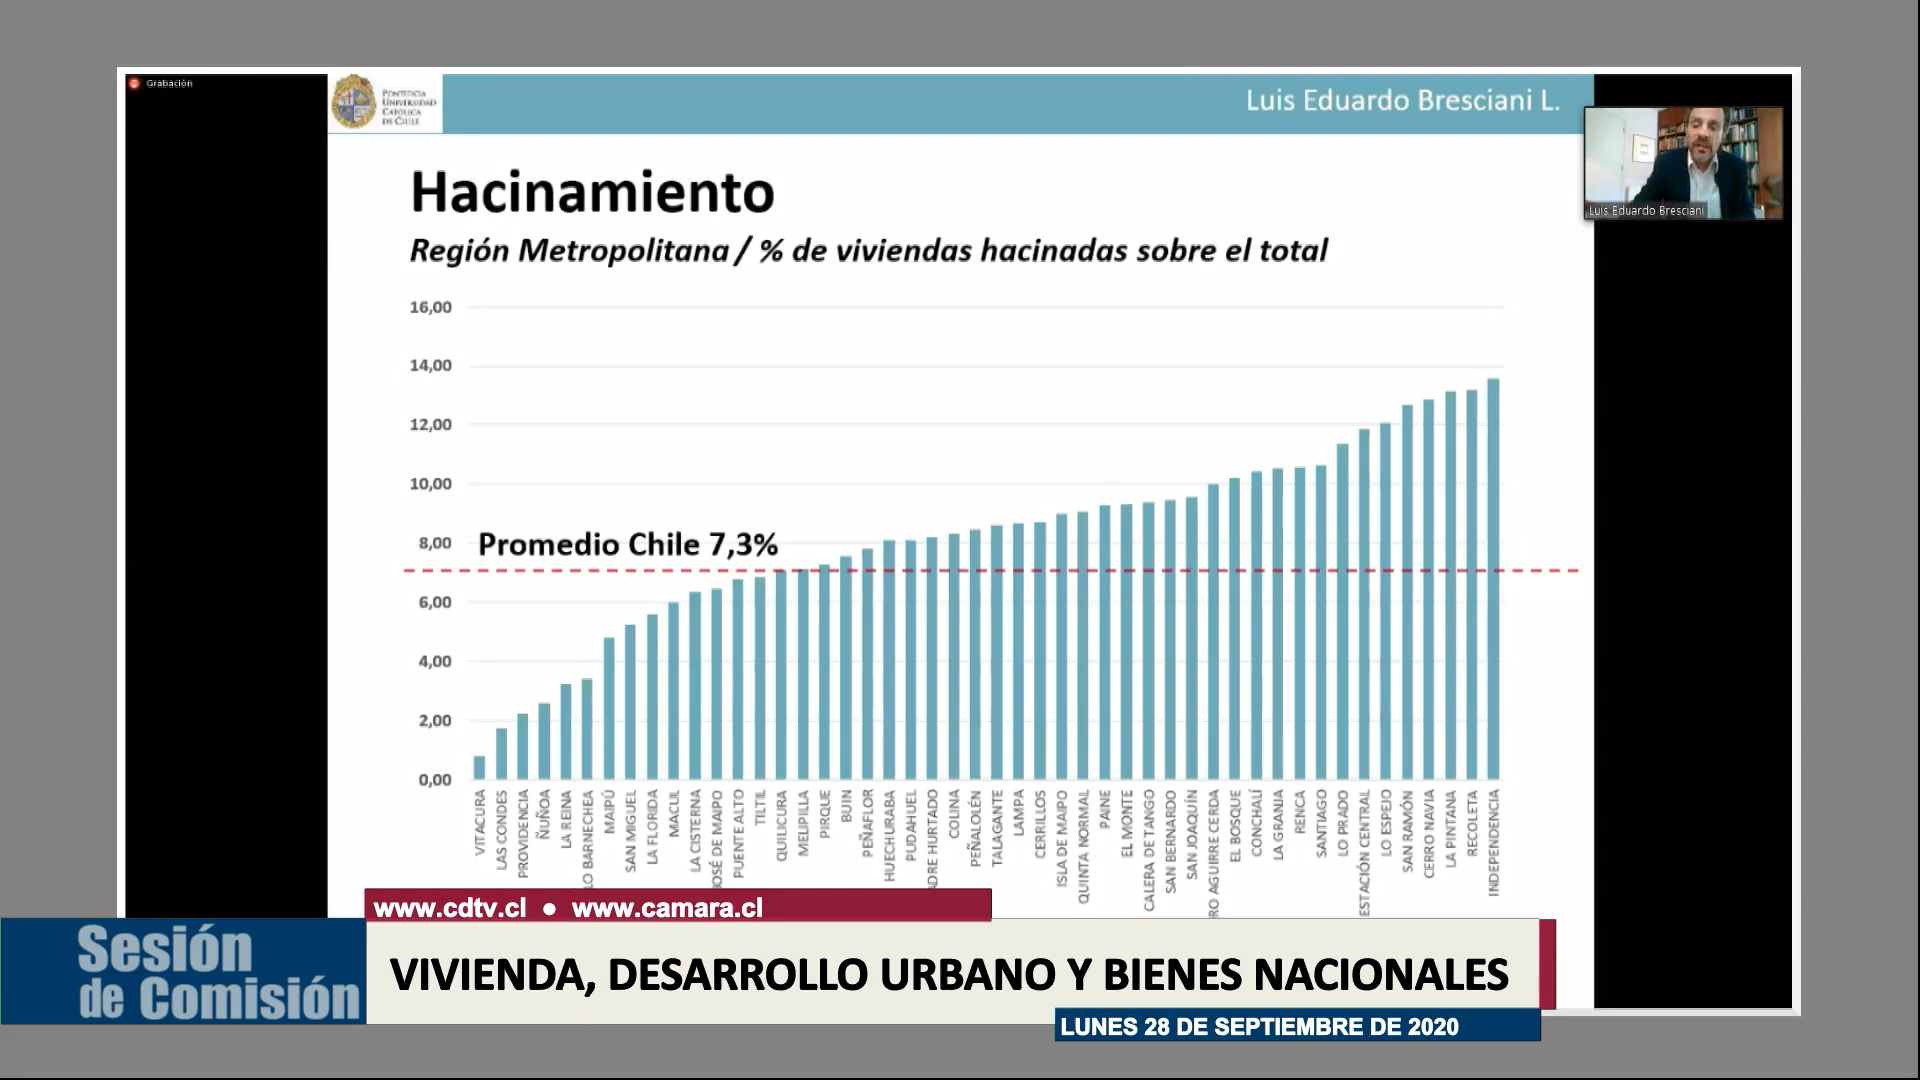 Grabación
PONTIFICIA
UNIVERSIDAD
CATÓLICA
DE CHILE
Luis Eduardo Bresciani L.
Luis Eduardo Bresciani
Hacinamiento
Región Metropolitana / % de viviendas hacinadas sobre el total
16,00
14,00
12,00
10,00
8,00
6,00
4,00
2,00
0,00
Promedio Chile 7,3%
VITACURA
LAS CONDES
PROVIDENCIA
ÑUÑOA
LA REINA
LO BARNECHEA
MAIPÚ
SAN MIGUEL
LA FLORIDA
MACUL
LA CISTERNA
JOSÉ DE MAIPO
PUENTE ALTO
TILTIL
QUILICURA
MELIPILLA
PIRQUE
BUIN
PEÑAFLOR
HUECHURABA
PUDAHUEL
ADRE HURTADO
COLINA
PEÑALOLÉN
TALAGANTE
LAMPA
CERRILLOS
ISLA DE MAIPO
QUINTA NORMAL
PAINE
EL MONTE
CALERA DE TANGO
SAN BERNARDO
SAN JOAQUÍN
RO AGUIRRE CERDA
EL BOSQUE
CONCHALÍ
LA GRANJA
RENCA
SANTIAGO
LO PRADO
ESTACIÓN CENTRAL
LO ESPEJO
SAN RAMÓN
CERRO NAVIA
LA PINTANA
RECOLETA
INDEPENDENCIA
www.cdtv.cl ● www.camara.cl
Sesión
de Comisión
VIVIENDA, DESARROLLO URBANO Y BIENES NACIONALES
LUNES 28 DE SEPTIEMBRE DE 2020